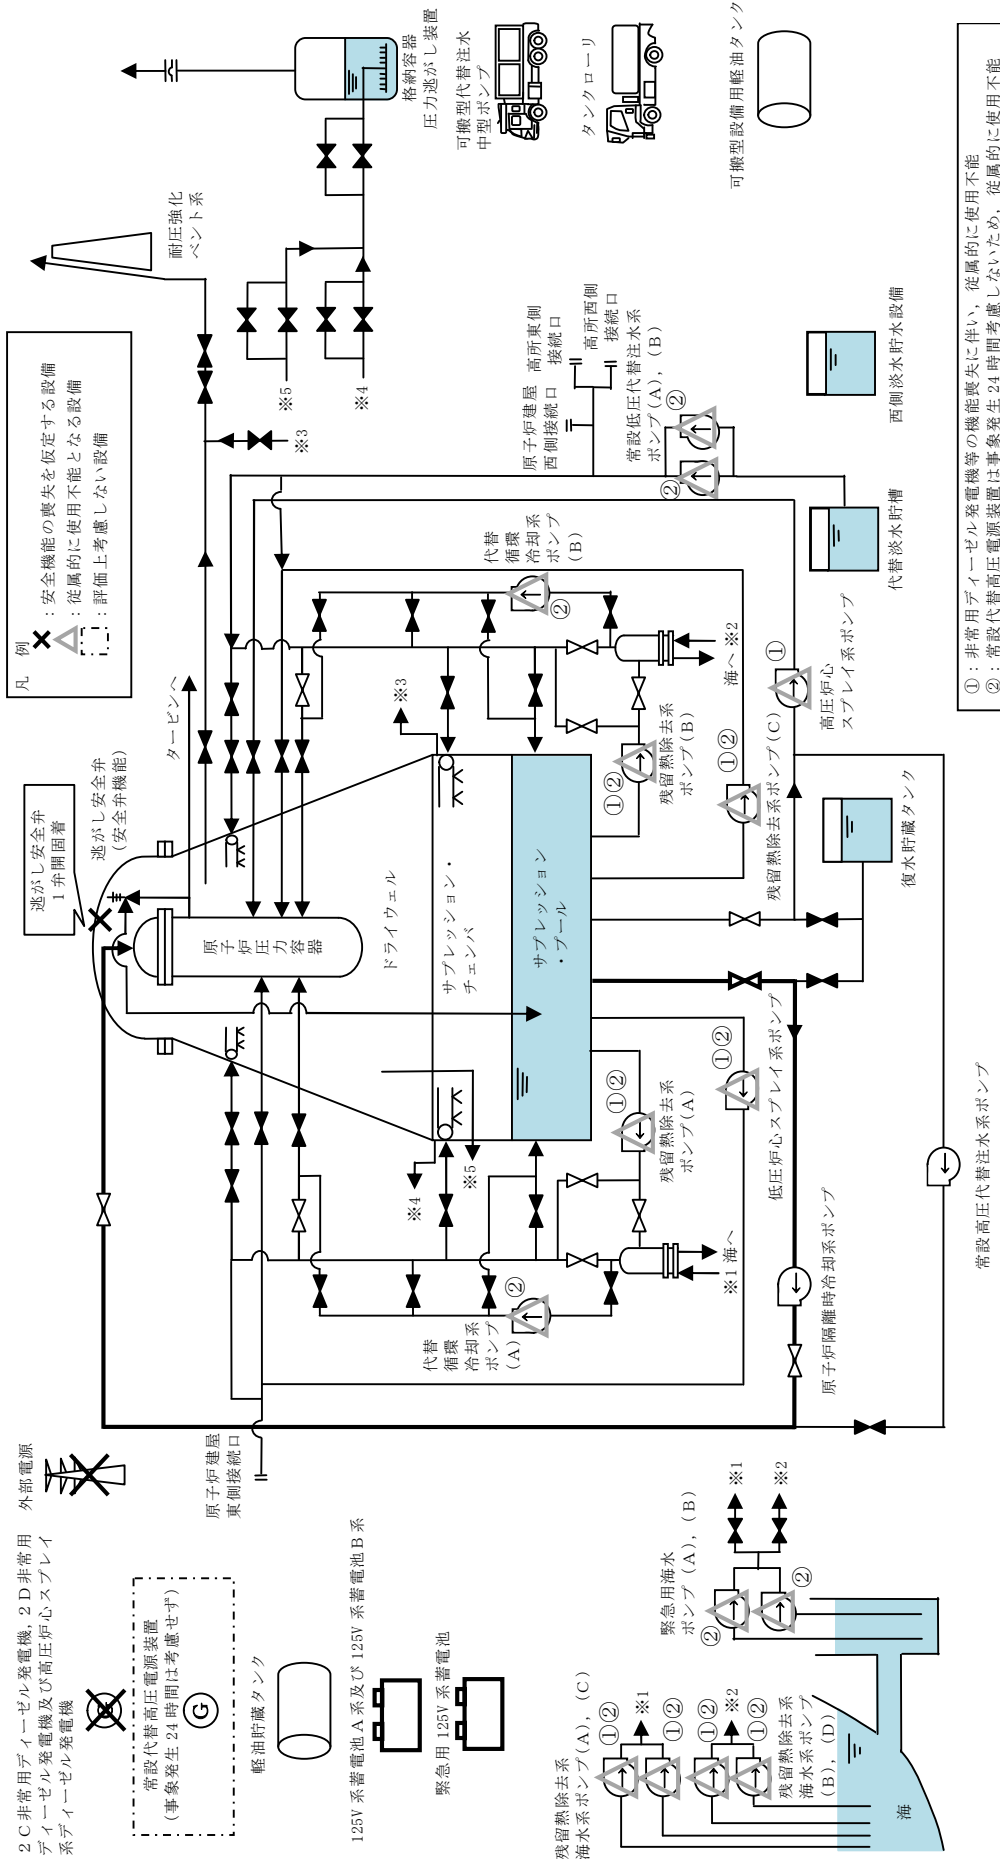 2C非常用ディーゼル発電機,2D非常用
ディーゼル発電機及び高圧炉心スプレイ
系ディーゼル発電機
外部電源
常設代替高圧電源装置
(事象発生24時間は考慮せず)
G
軽油貯蔵タンク
125V系蓄電池A系及び125V系蓄電池B系
緊急用125V系蓄電池
原子炉建屋
東側接続口
残留熱除去系
海水系ポンプ(A),(C)
①②
①②
※1
①②
①②
※2
残留熱除去系
海水系ポンプ
(B),(D)
海
緊急用海水
ポンプ(A),(B)
②
②
※1
※2
凡 例
:安全機能の喪失を仮定する設備
:従属的に使用不能となる設備
:評価上考慮しない設備
逃がし安全弁
1弁開固着
逃がし安全弁
(安全弁機能)
タービンへ
原子炉圧力容器
ドライウェル
サプレッション・
チェンバ
サプレッション
・プール
※4
※5
※3
代替
循環
冷却系
ポンプ
(A)
②
※1
海へ
①②
残留熱除去系
ポンプ(A)
①②
低圧炉心スプレイ系ポンプ
原子炉隔離時冷却系ポンプ
常設高圧代替注水系ポンプ
代替
循環
冷却系
ポンプ
(B)
②
海へ
※2
①②
残留熱除去系
ポンプ(B)
①②
残留熱除去系ポンプ(C)
①
高圧炉心
スプレイ系ポンプ
復水貯蔵タンク
代替淡水貯槽
西側淡水貯水設備
耐圧強化
ベント系
※3
※5
※4
格納容器
圧力逃がし装置
原子炉建屋
西側接続口
高所東側
接続口
高所西側
接続口
常設低圧代替注水系
ポンプ(A),(B)
②
②
可搬型代替注水
中型ポンプ
タンクローリ
可搬型設備用軽油タンク
①:非常用ディーゼル発電機等の機能喪失に伴い,従属的に使用不能
②:常設代替高圧電源装置は事象発生24時間考慮しないため,従属的に使用不能